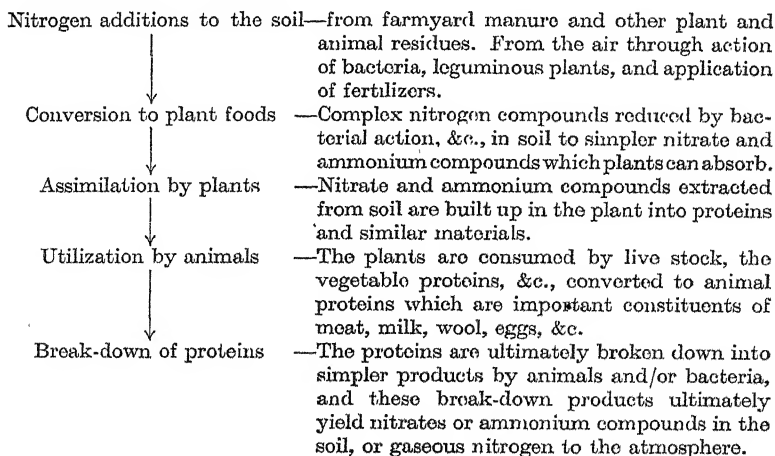 Nitrogen additions to the soil—from farmyard manure and other plant and
animal residues. From the air through action
of bacteria, leguminous plants, and application
of fertilizers.
Conversion to plant foods —Complex nitrogen compounds reduced by bac-
terial action, &c., in soil to simpler nitrate and
ammonium compounds which plants can absorb.
Assimilation by plants —Nitrate and ammonium compounds extracted
from soil are built up in the plant into proteins
and similar materials.
Utilization by animals —The plants are consumed by live stock, the
vegetable proteins, &c., converted to animal
proteins which are important constituents of
meat, milk, wool, eggs, &c.
Break-down of proteins —The proteins are ultimately broken down into
simpler products by animals and/or bacteria,
and these break-down products ultimately
yield nitrates or ammonium compounds in the
soil, or gaseous nitrogen to the atmosphere.